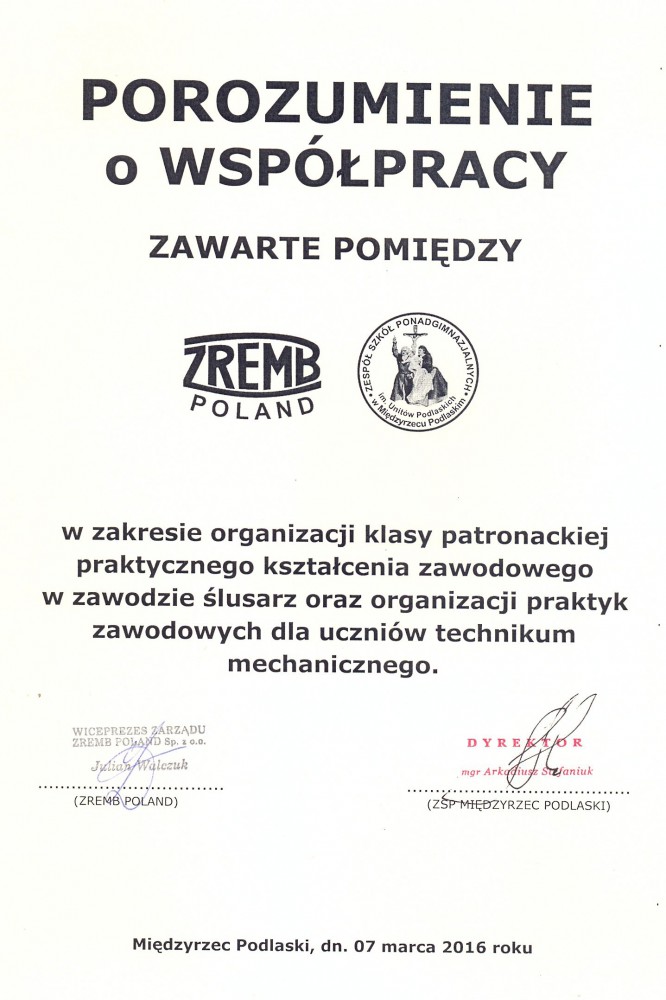 POROZUMIENIE
o WSPÓŁPRACY
ZAWARTE POMIĘDZY
ZREMB
POLAND
ZESPÓŁ SZKÓŁ PONADGIMNAZJALNYCH
im. Unitów Podlaskich
w Międzyrzecu Podlaskim
w zakresie organizacji klasy patronackiej
praktycznego kształcenia zawodowego
w zawodzie ślusarz oraz organizacji praktyk
zawodowych dla uczniów technikum
mechanicznego.
WICEPREZES ZARZĄDU
ZREMB POLAND Sp. z o.o.
Julian Walczuk
(ZREMB POLAND)
DYREKTOR
mgr Arkadiusz Stefaniuk
(ZSP MIĘDZYRZEC PODLASKI)
Międzyrzec Podlaski, dn. 07 marca 2016 roku